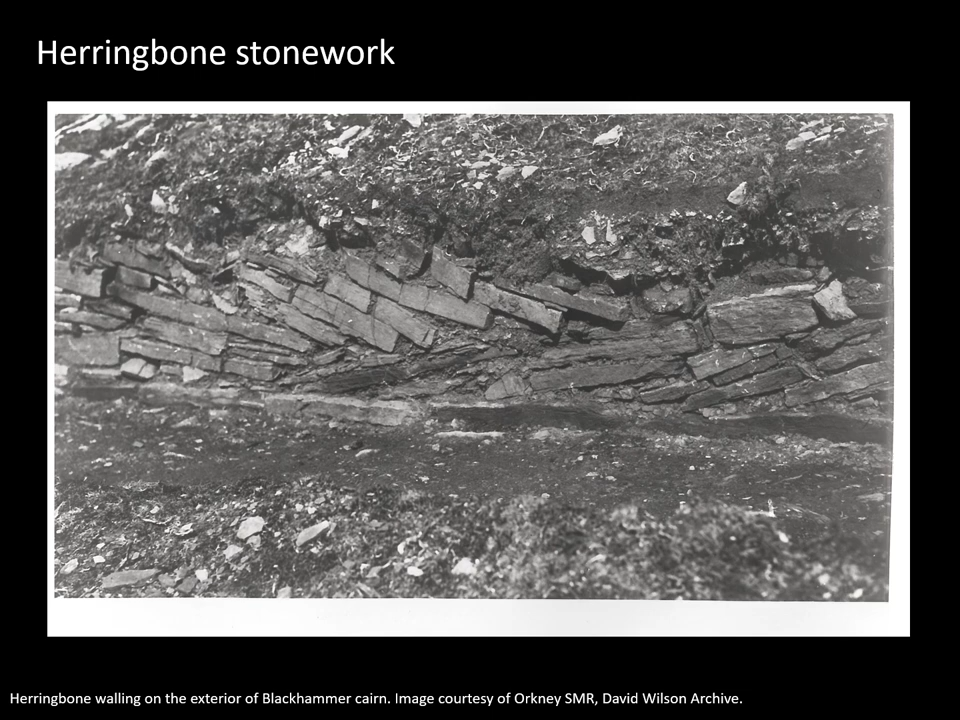 Herringbone stonework
Herringbone walling on the exterior of Blackhammer cairn. Image courtesy of Orkney SMR, David Wilson Archive.